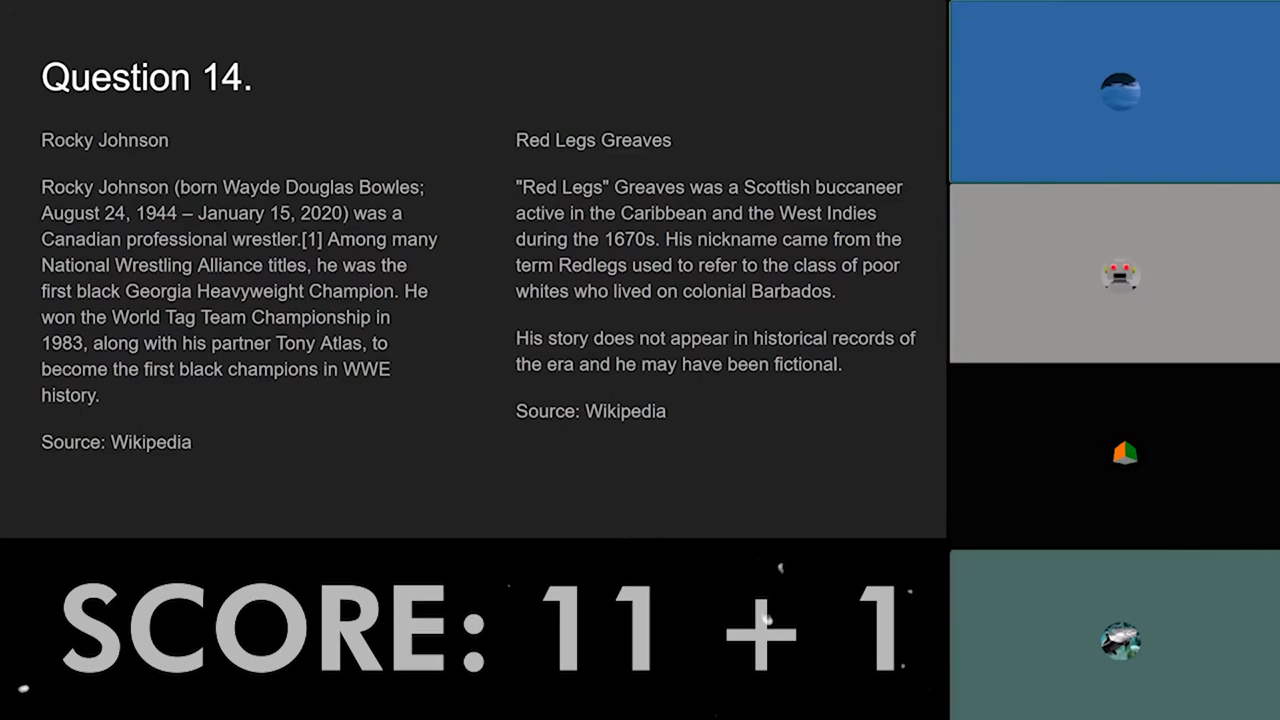 Question 14.
Rocky Johnson
Rocky Johnson (born Wayde Douglas Bowles;
August 24, 1944 – January 15, 2020) was a
Canadian professional wrestler.[1] Among many
National Wrestling Alliance titles, he was the
first black Georgia Heavyweight Champion. He
won the World Tag Team Championship in
1983, along with his partner Tony Atlas, to
become the first black champions in WWE
history.
Source: Wikipedia
Red Legs Greaves
"Red Legs" Greaves was a Scottish buccaneer
active in the Caribbean and the West Indies
during the 1670s. His nickname came from the
term Redlegs used to refer to the class of poor
whites who lived on colonial Barbados.
His story does not appear in historical records of
the era and he may have been fictional.
Source: Wikipedia
SCORE: 11 + 1